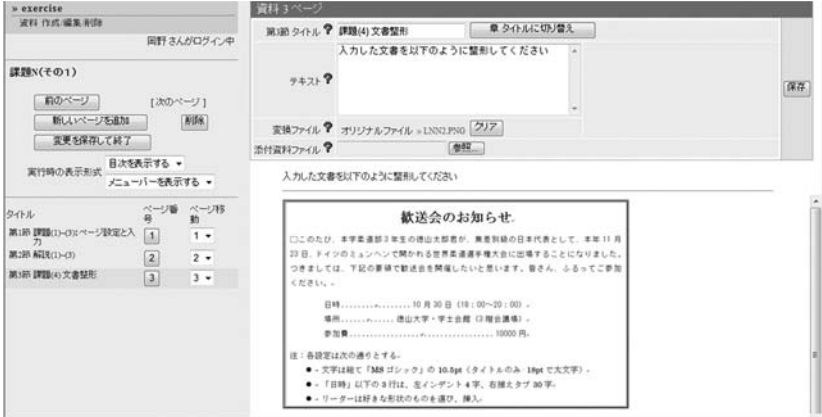 » exercise
資料 作成/編集/削除
岡野 さんがログイン中
課題N(その1)
前のページ [次のページ]
新しいページを追加 削除
変更を保存して終了
実行時の表示形式 目次を表示する
メニューバーを表示する
タイトル ページ番号 ページ移動
第1節 課題(1)-(3):ページ設定と入力 1 1
第2節 解説(1)-(3) 2 2
第3節 課題(4) 文書整形 3 3
資料 3 ページ
第3節 タイトル ? 課題(4) 文書整形 章 タイトルに切り替え
テキスト ? 入力した文書を以下のように整形してください
保存
変換ファイル ? オリジナルファイル » LNN2.PNG クリア
添付資料ファイル ? 参照...
入力した文書を以下のように整形してください
歓送会のお知らせ
□このたび、本学柔道部3年生の徳山太郎君が、無差別級の日本代表として、本年11月
23日、ドイツのミュンヘンで開かれる世界柔道選手権大会に出場することになりました。
つきましては、下記の要領で歓送会を開催したいと思います。皆さん、ふるってご参加
ください。
日時..................10月30日(18:00~20:00)
場所............徳山大学・学士会館(3階会議場)
参加費..............................10000円
注:各設定は次の通りとする
● 文字は総て「MS ゴシック」の 10.5pt(タイトルのみ 18pt で太文字)
● 「日時」以下の3行は、左インデント4字、右揃えタブ30字
● リーダーは好きな形状のものを選び、挿入